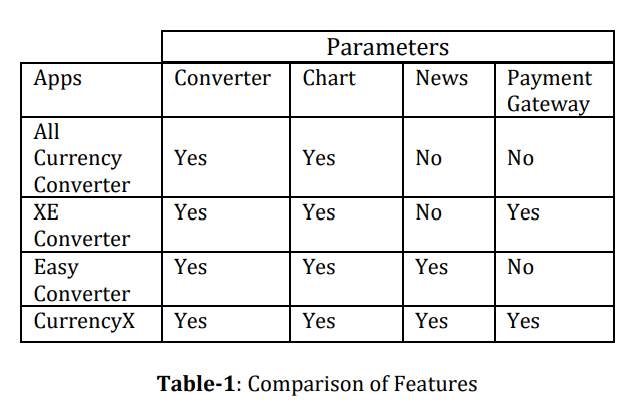 Parameters
Apps Converter Chart News Payment
Gateway
All
Currency Yes Yes No No
Converter
XE Yes Yes No Yes
Converter
Easy Yes Yes Yes No
Converter
CurrencyX Yes Yes Yes Yes
Table-1: Comparison of Features